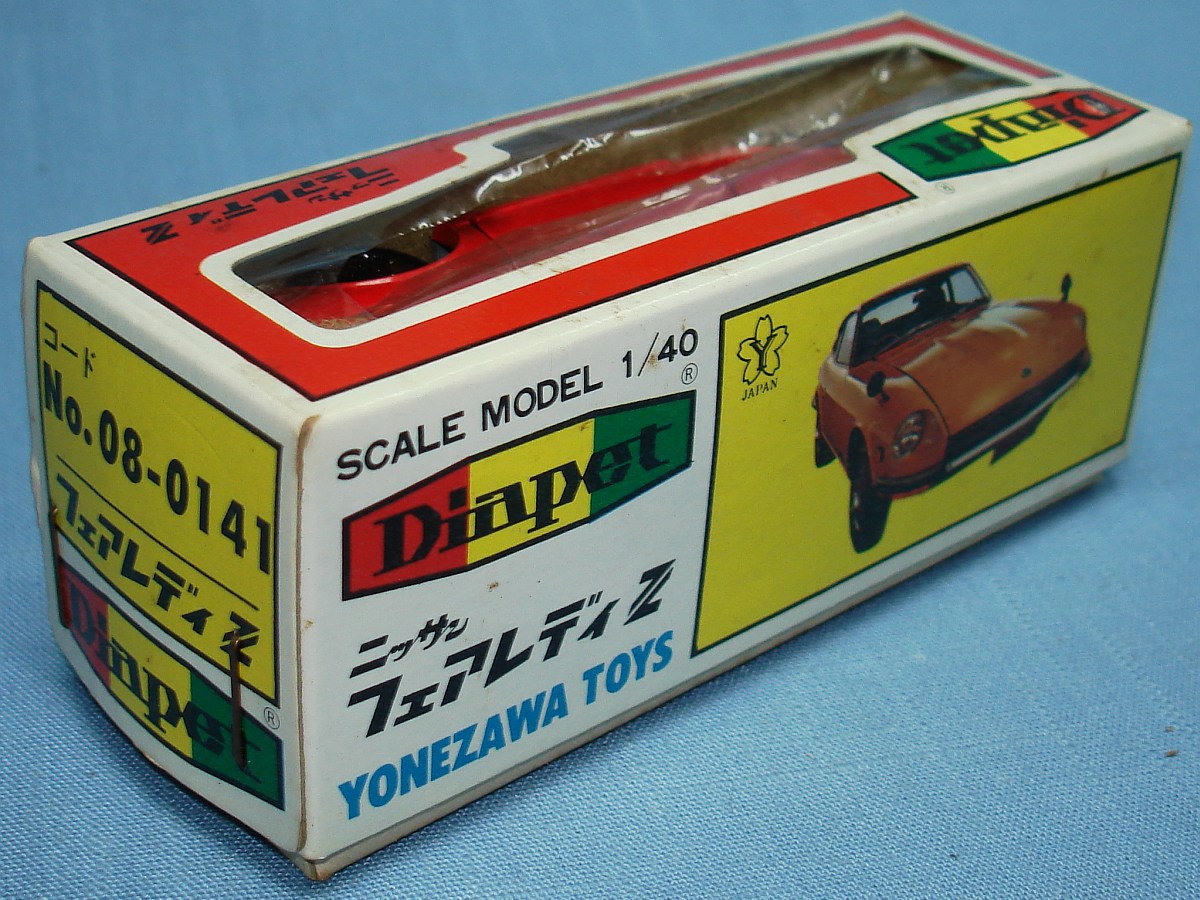 ニッサン
フェアレディZ
Diapet
®
コード
No.08-0141
フェアレディZ
Diapet
®
SCALE MODEL 1/40
®
Diapet
ニッサン
フェアレディZ
YONEZAWA TOYS
Y
JAPAN